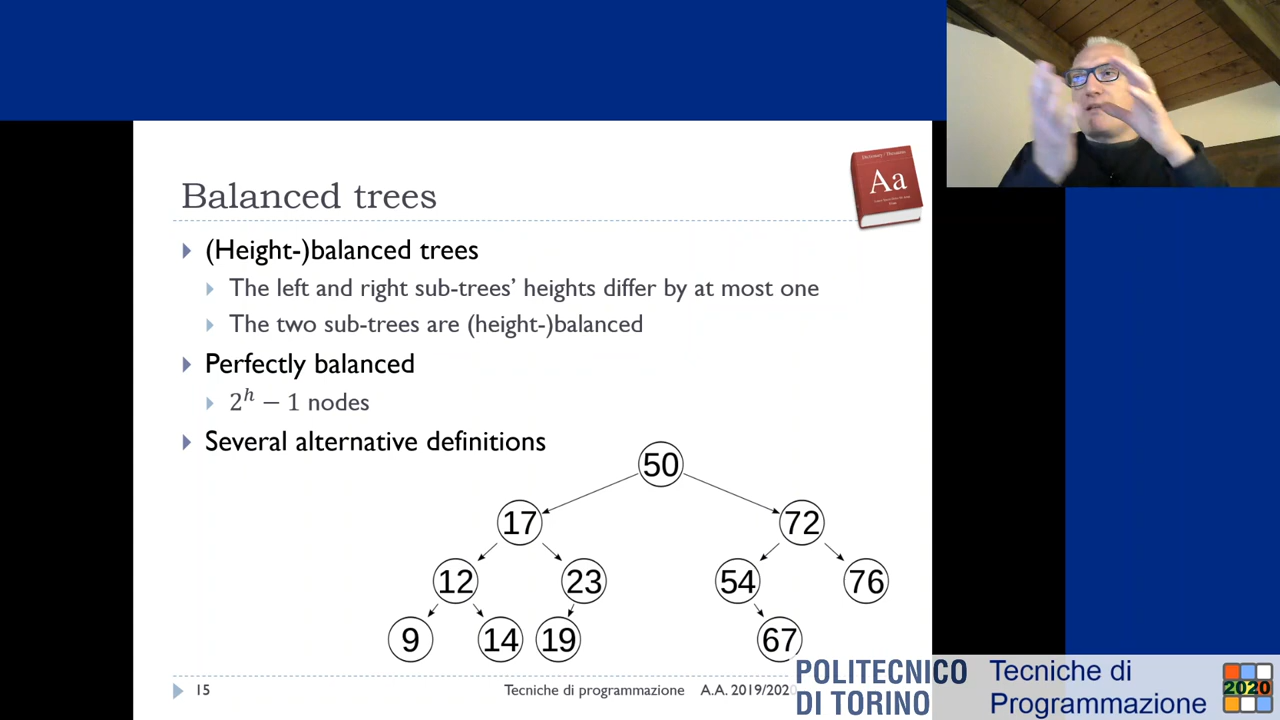 Balanced trees
Aa
(Height-)balanced trees
The left and right sub-trees’ heights differ by at most one
The two sub-trees are (height-)balanced
Perfectly balanced
2^h − 1 nodes
Several alternative definitions
50
17
72
12
23
54
76
9
14
19
67
15
Tecniche di programmazione A.A. 2019/2020
POLITECNICO
DI TORINO
Tecniche di
Programmazione
2020